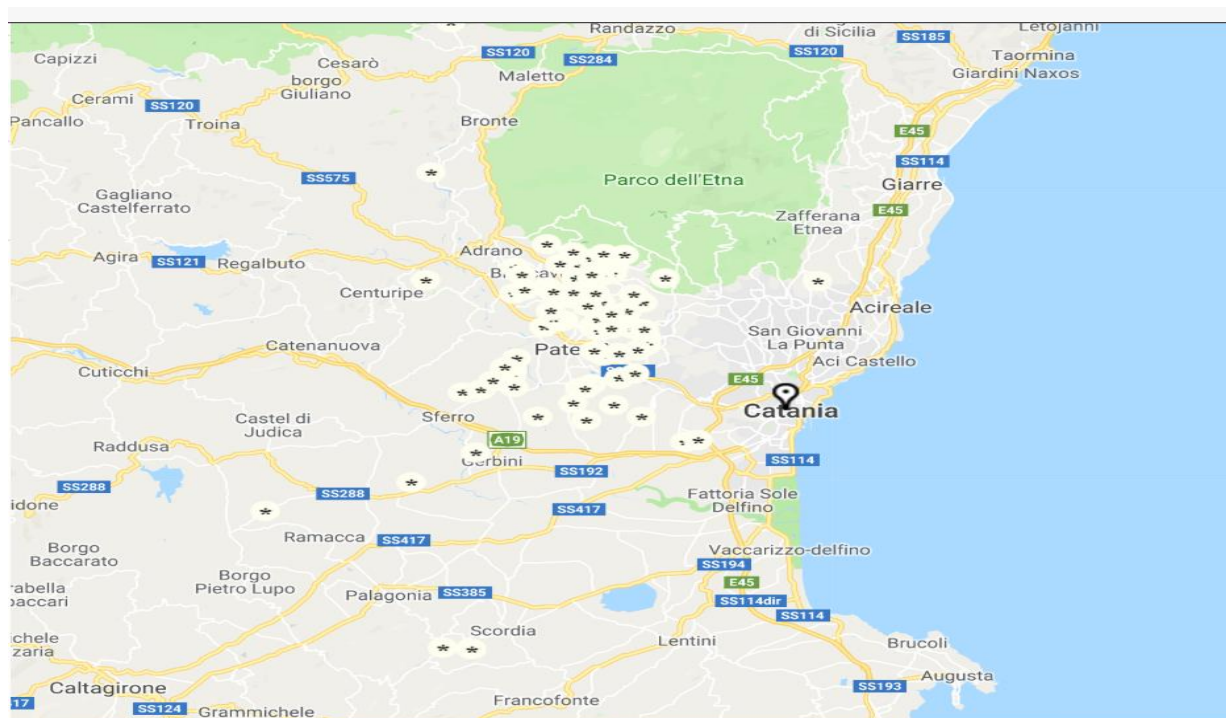 di Sicilia
Letojanni
Randazzo
SS185
SS120
SS120
Capizzi
Cesarò
SS284
Taormina
Maletto
Giardini Naxos
borgo
Giuliano
Cerami
SS120
Pancallo
Troina
Bronte
E45
SS114
SS575
Parco dell'Etna
Giarre
Gagliano
Castelferrato
E45
Zafferana
Etnea
Adrano
Agira
SS121
Regalbuto
Centuripe
Acireale
San Giovanni
La Punta
Catenanuova
Aci Castello
Cuticchi
E45
Catania
Castel di
Judica
Sferro
Raddusa
A19
Gerbini
SS114
SS192
SS288
SS288
Fattoria Sole
Delfino
SS417
Ramacca
SS417
Borgo
Baccarato
Vaccarizzo-delfino
SS194
Borgo
Pietro Lupo
E45
Palagonia
SS385
SS114dir
SS114
Scordia
Lentini
Brucoli
Augusta
Caltagirone
SS193
Francofonte
SS124
Grammichele